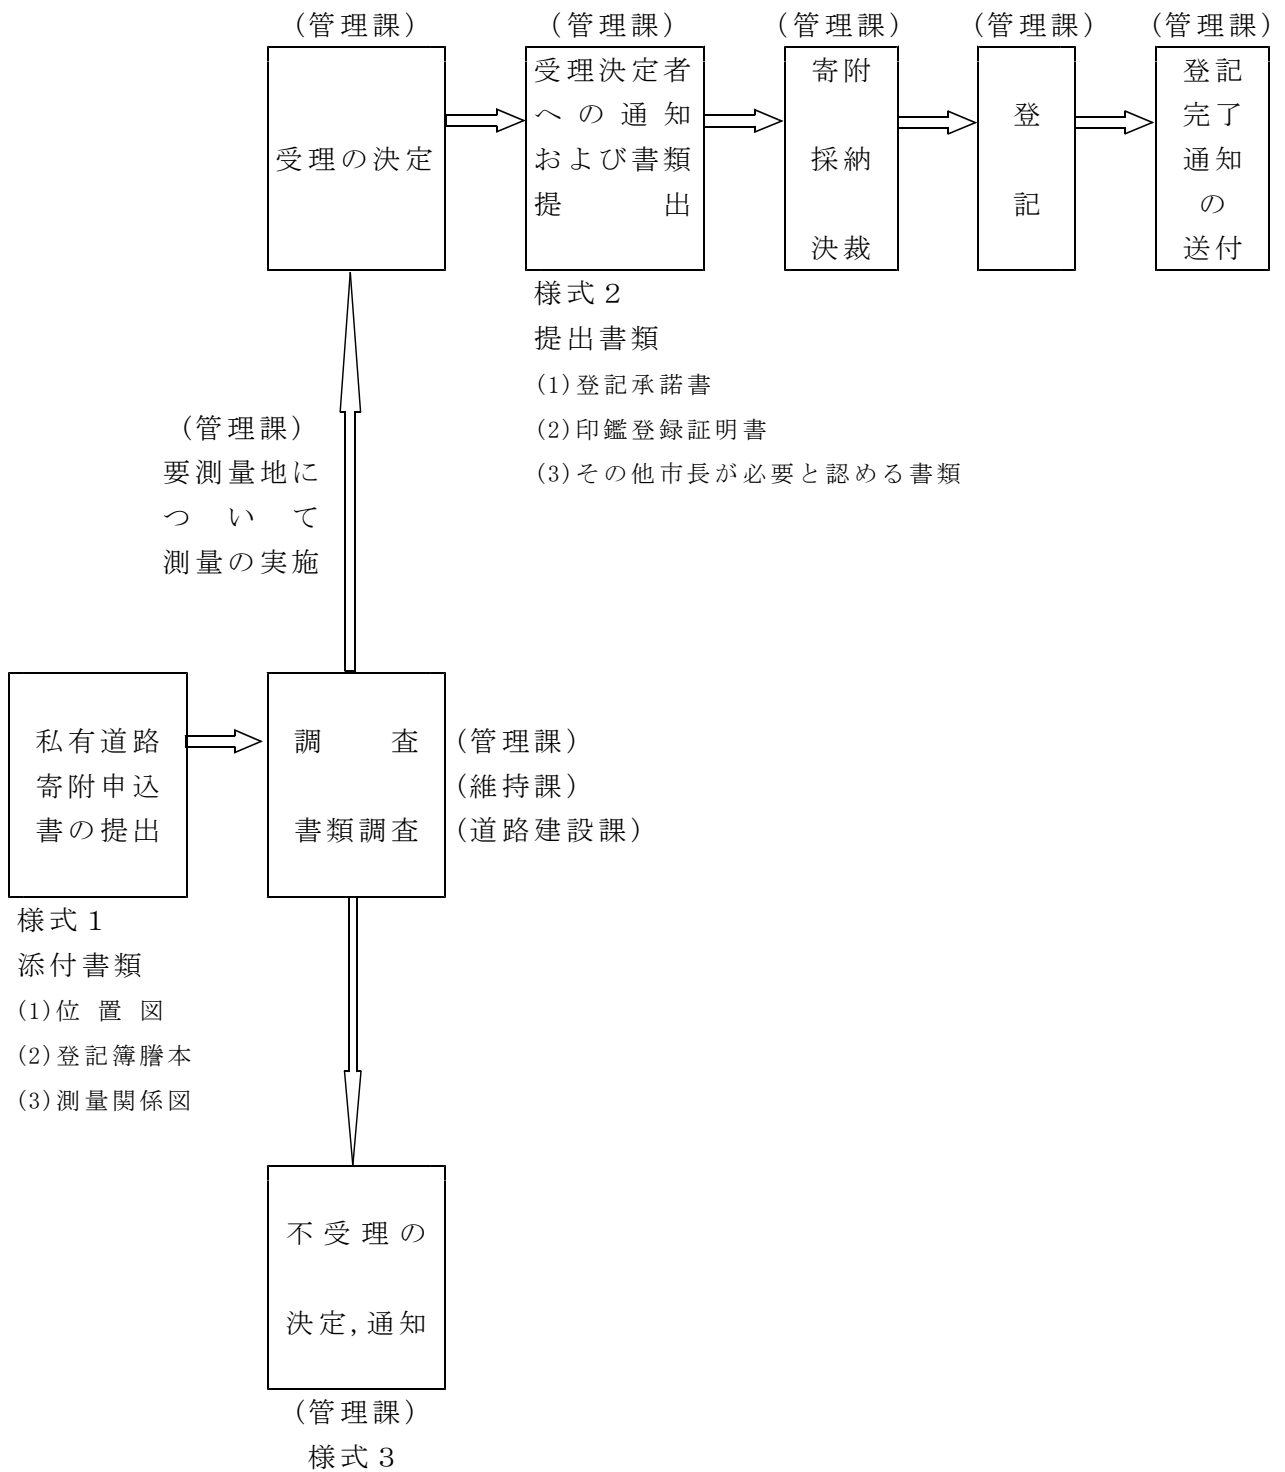 (管理課)
受理の決定
(管理課)
受理決定者
への通知
および書類
提出
様式２
提出書類
(1)登記承諾書
(2)印鑑登録証明書
(3)その他市長が必要と認める書類
(管理課)
寄附
採納
決裁
(管理課)
登
記
(管理課)
登記
完了
通知
の
送付
(管理課)
要測量地に
ついて
測量の実施
私有道路
寄附申込
書の提出
様式１
添付書類
(1)位置図
(2)登記簿謄本
(3)測量関係図
調査
書類調査
(管理課)
(維持課)
(道路建設課)
不受理の
決定,通知
(管理課)
様式３